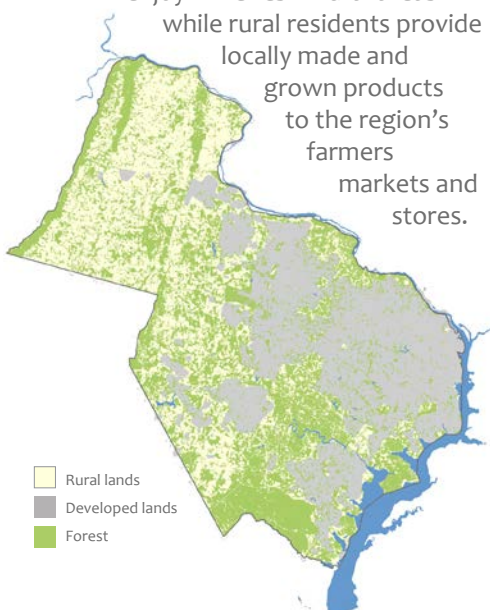 while rural residents provide
locally made and
grown products
to the region’s
farmers
markets and
stores.
Rural lands
Developed lands
Forest